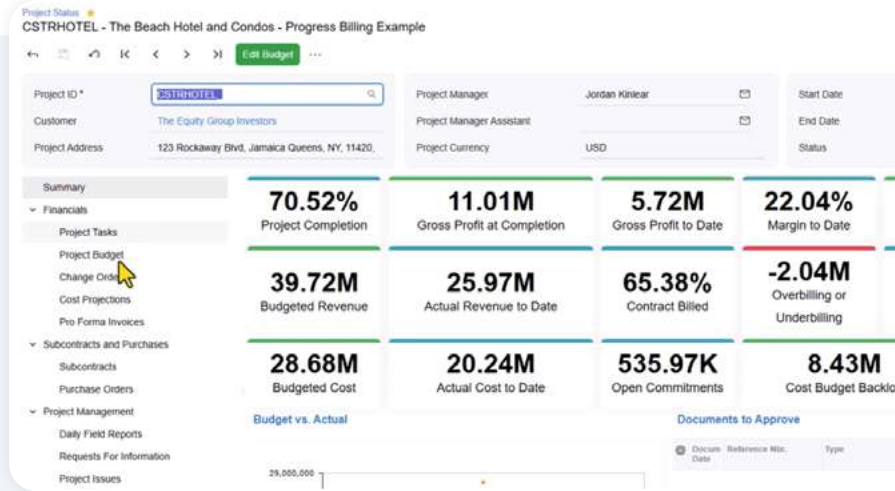 Project Status
CSTRHOTEL - The Beach Hotel and Condos - Progress Billing Example
Edit Budget
Project ID *
CSTRHOTEL
Project Manager
Jordan Kinlear
Start Date
Customer
The Equity Group Investors
Project Manager Assistant
End Date
Project Address
123 Rockaway Blvd, Jamaica Queens, NY, 11420,
Project Currency
USD
Status
Summary
Financials
Project Tasks
Project Budget
Change
Cost Projections
Pro Forma Invoices
Subcontracts and Purchases
Subcontracts
Purchase Orders
Project Management
Daily Field Reports
Requests For Information
Project Issues
70.52%
Project Completion
11.01M
Gross Profit at Completion
5.72M
Gross Profit to Date
22.04%
Margin to Date
39.72M
Budgeted Revenue
25.97M
Actual Revenue to Date
65.38%
Contract Billed
-2.04M
Overbilling or
Underbilling
28.68M
Budgeted Cost
20.24M
Actual Cost to Date
535.97K
Open Commitments
8.43M
Cost Budget Backlo
Budget vs. Actual
29,000,000
Documents to Approve
Docum
Date
Reference Nbr.
Type